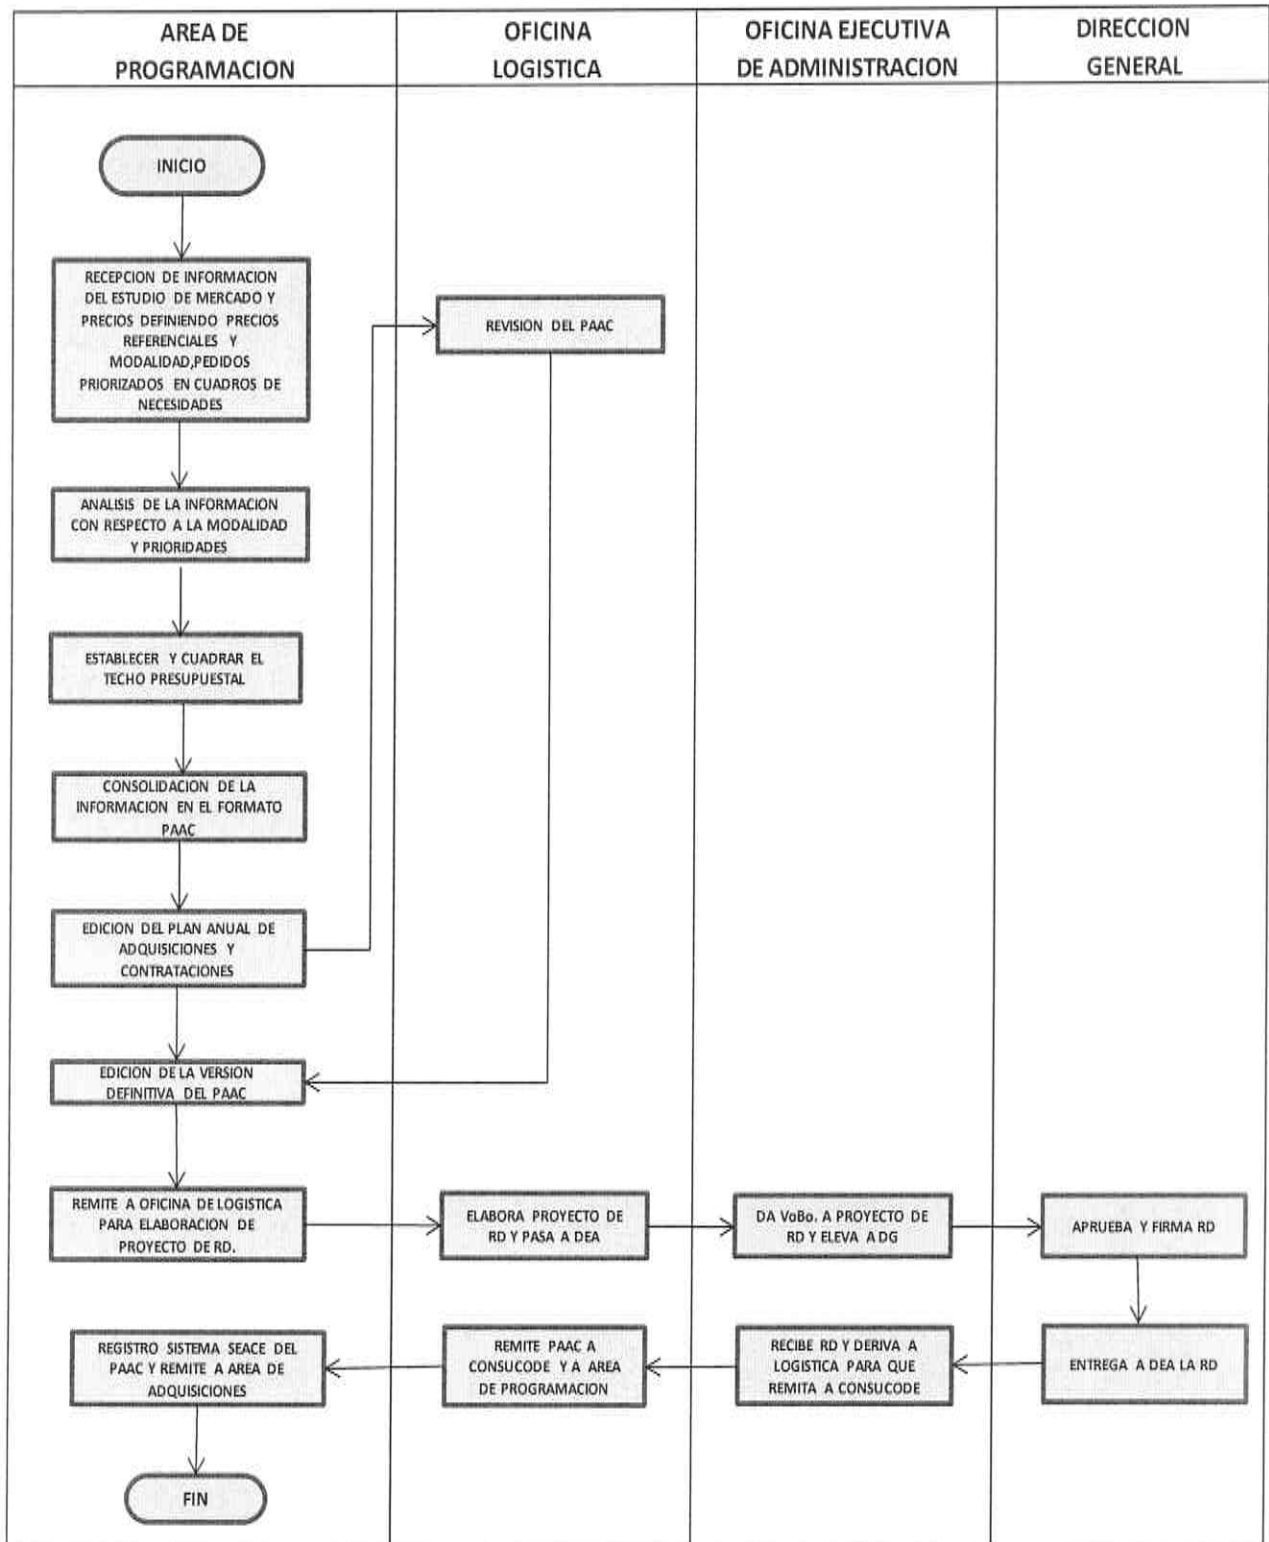 AREA DE
PROGRAMACION
OFICINA
LOGISTICA
OFICINA EJECUTIVA
DE ADMINISTRACION
DIRECCION
GENERAL
INICIO
RECEPCION DE INFORMACION
DEL ESTUDIO DE MERCADO Y
PRECIOS DEFINIENDO PRECIOS
REFERENCIALES Y
MODALIDAD,PEDIDOS
PRIORIZADOS EN CUADROS DE
NECESIDADES
REVISION DEL PAAC
ANALISIS DE LA INFORMACION
CON RESPECTO A LA MODALIDAD
Y PRIORIDADES
ESTABLECER Y CUADRAR EL
TECHO PRESUPUESTAL
CONSOLIDACION DE LA
INFORMACION EN EL FORMATO
PAAC
EDICION DEL PLAN ANUAL DE
ADQUISICIONES Y
CONTRATACIONES
EDICION DE LA VERSION
DEFINITIVA DEL PAAC
REMITE A OFICINA DE LOGISTICA
PARA ELABORACION DE
PROYECTO DE RD.
ELABORA PROYECTO DE
RD Y PASA A DEA
DA VoBo. A PROYECTO DE
RD Y ELEVA A DG
APRUEBA Y FIRMA RD
REGISTRO SISTEMA SEACE DEL
PAAC Y REMITE A AREA DE
ADQUISICIONES
REMITE PAAC A
CONSUCODE Y A AREA
DE PROGRAMACION
RECIBE RD Y DERIVA A
LOGISTICA PARA QUE
REMITA A CONSUCODE
ENTREGA A DEA LA RD
FIN